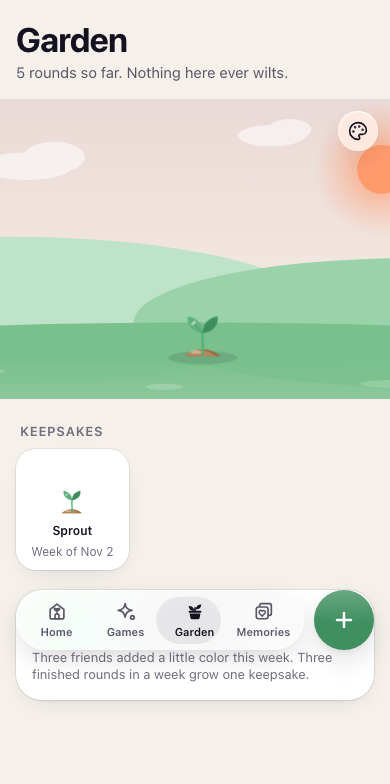 Garden
5 rounds so far. Nothing here ever wilts.
KEEPSAKES
Sprout
Week of Nov 2
Home
Games
Garden
Memories
Three friends added a little color this week. Three
finished rounds in a week grow one keepsake.